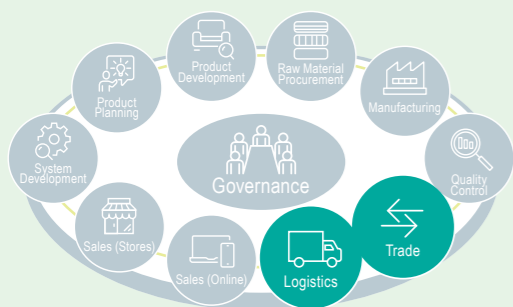 Product
Development
Raw Material
Procurement
Product
Planning
Manufacturing
System
Development
Governance
Quality
Control
Sales (Stores)
Trade
Sales (Online)
Logistics